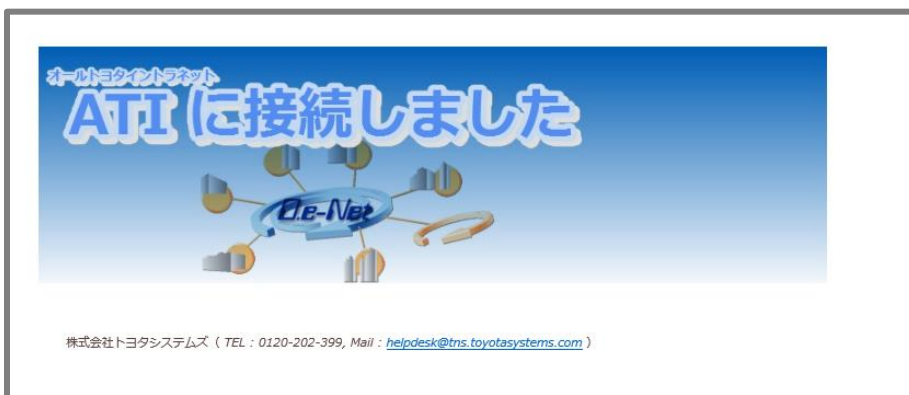 オールトヨタイントラネット
ATI に接続しました
D.e-Net
株式会社トヨタシステムズ（ TEL : 0120-202-399, Mail : helpdesk@tns.toyotasystems.com ）